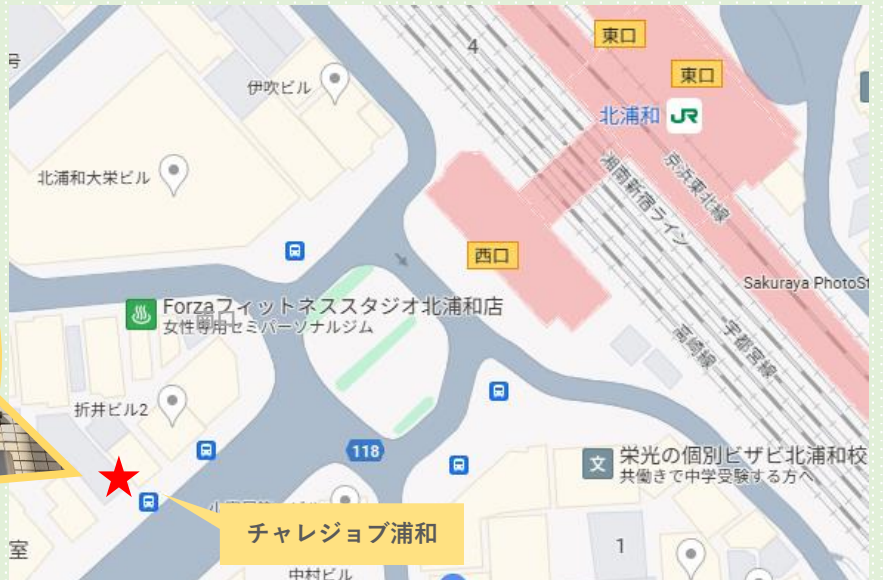 号
4
東口
伊吹ビル
東口
北浦和 JR
北浦和大栄ビル
湘南新宿ライン
京浜東北線
西口
Sakuraya PhotoSt
Forzaフィットネススタジオ北浦和店
女性専用セミパーソナルジム
宇都宮線
高崎線
折井ビル2
118
文
栄光の個別ビザビ北浦和校
共働きで中学受験する方へ
チャレジョブ浦和
室
1
中村ビル